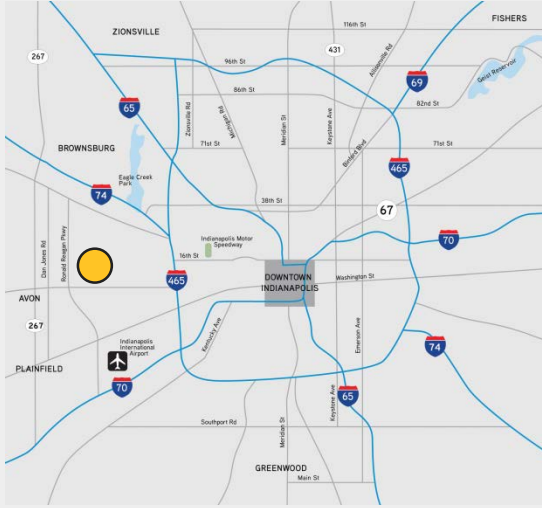 FISHERS
ZIONSVILLE
116th St
267
431
96th St
Allisonville Rd
Geist Reservoir
69
86th St
82nd St
65
Zionsville Rd
Michigan Rd
Meridian St
Keystone Ave
Binford Blvd
BROWNSBURG
71st St
71st St
Eagle Creek
Park
465
74
38th St
67
Dan Jones Rd
Ronald Reagan Pkwy
Indianapolis Motor
Speedway
70
16th St
DOWNTOWN
INDIANAPOLIS
Washington St
465
AVON
267
Kentucky Ave
Emerson Ave
Indianapolis
International
Airport
74
PLAINFIELD
70
Keystone Ave
65
Southport Rd
Meridian St
GREENWOOD
Main St